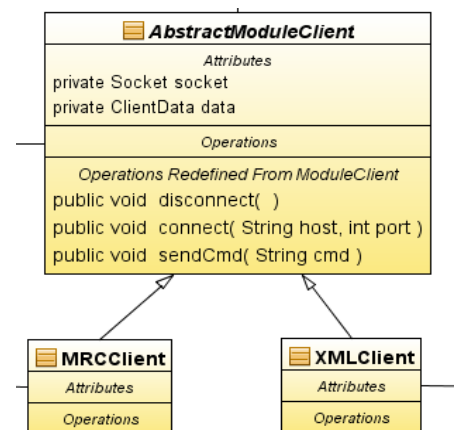 AbstractModuleClient
Attributes
private Socket socket
private ClientData data
Operations
Operations Redefined From ModuleClient
public void disconnect( )
public void connect( String host, int port )
public void sendCmd( String cmd )
MRCClient
Attributes
Operations
XMLClient
Attributes
Operations